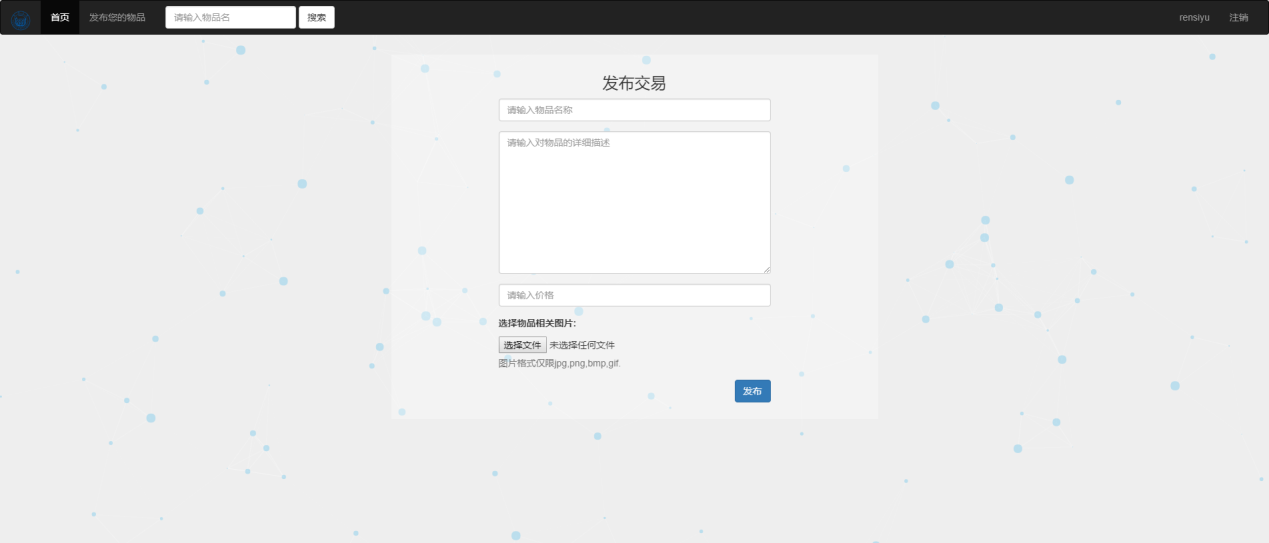 首页 发布您的物品 请输入物品名 搜索 rensiyu 注销
发布交易
请输入物品名称
请输入对物品的详细描述
请输入价格
选择物品相关图片：
选择文件 未选择任何文件
图片格式仅限jpg,png,bmp,gif.
发布